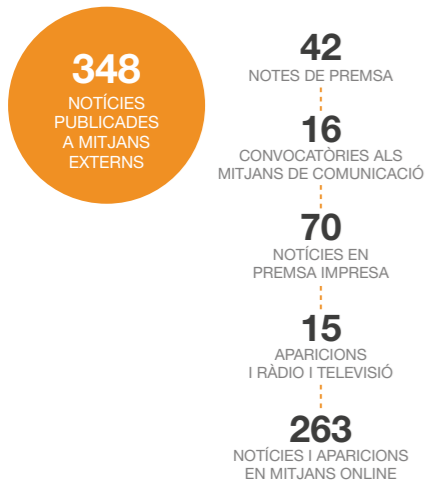 348
NOTÍCIES
PUBLICADES
A MITJANS
EXTERNS
42
NOTES DE PREMSA
16
CONVOCATÒRIES ALS
MITJANS DE COMUNICACIÓ
70
NOTÍCIES EN
PREMSA IMPRESA
15
APARICIONS
I RÀDIO I TELEVISIÓ
263
NOTÍCIES I APARICIONS
EN MITJANS ONLINE